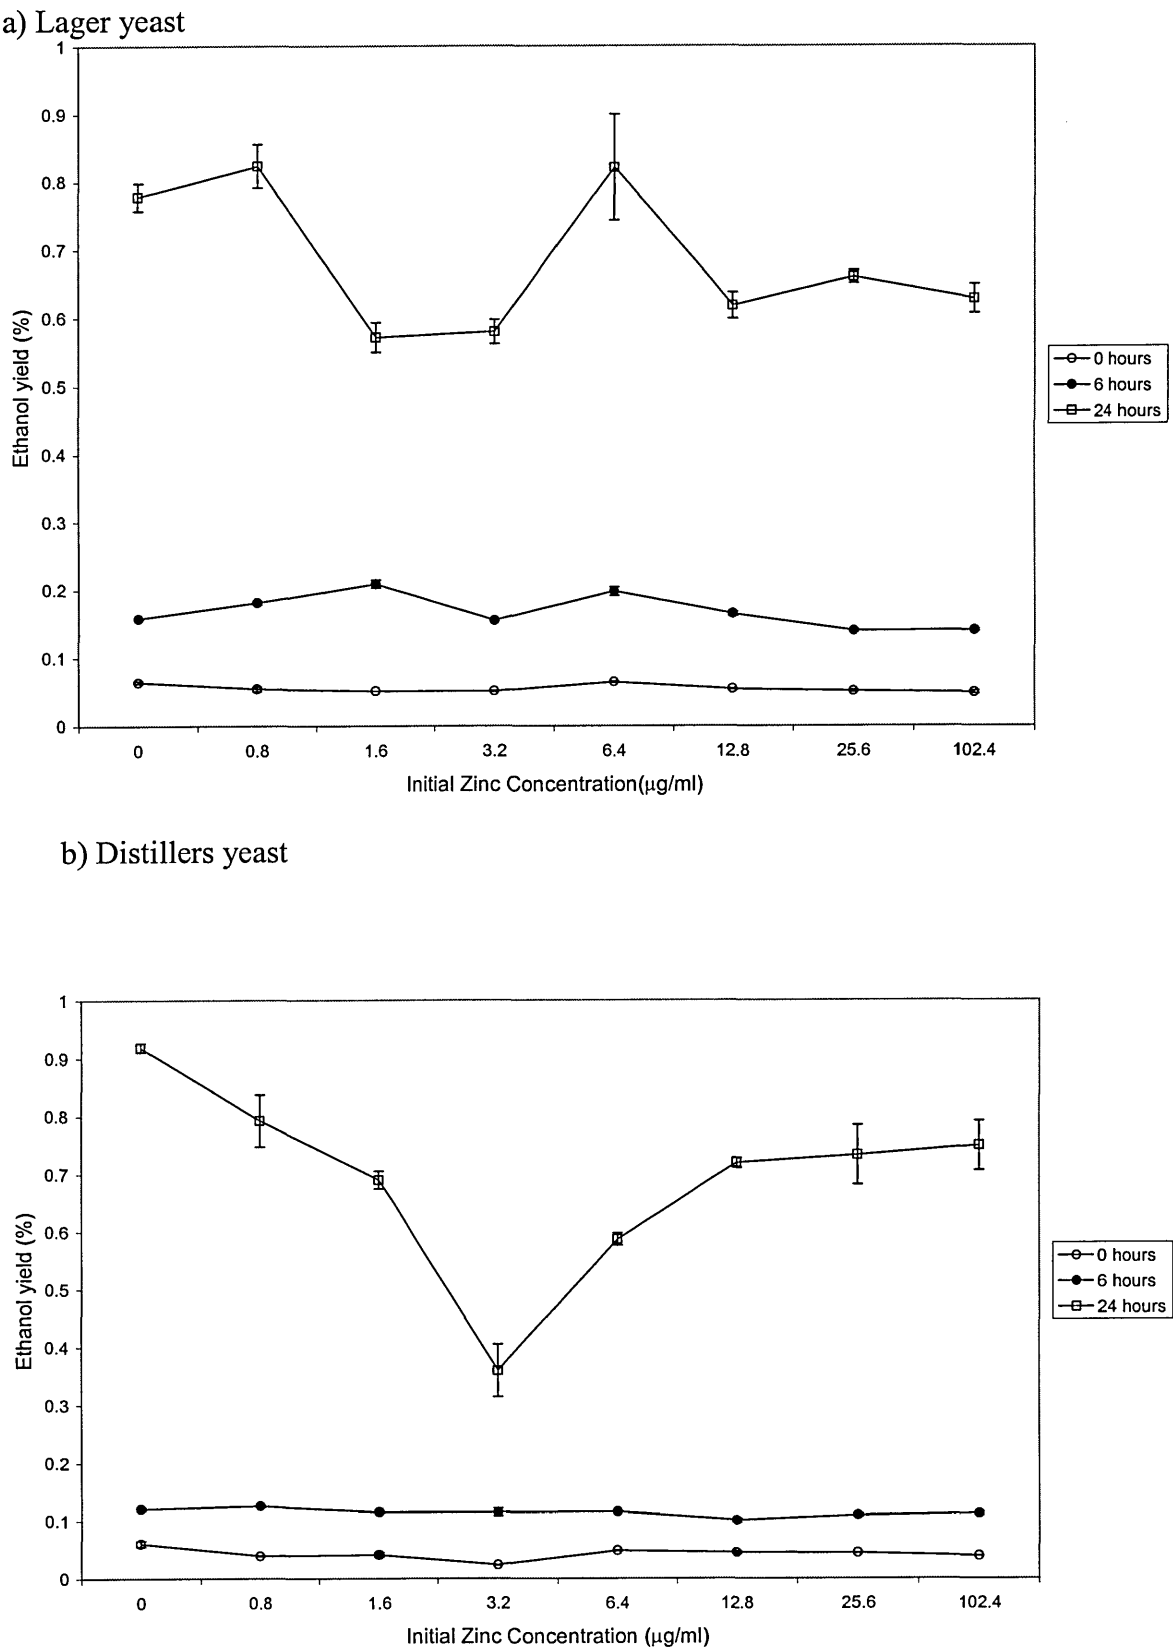 a) Lager yeast
1
0.9
0.8
0.7
0.6
0.5
0.4
0.3
0.2
0.1
0
Ethanol yield (%)
0 0.8 1.6 3.2 6.4 12.8 25.6 102.4
Initial Zinc Concentration(µg/ml)
0 hours
6 hours
24 hours
b) Distillers yeast
1
0.9
0.8
0.7
0.6
0.5
0.4
0.3
0.2
0.1
0
Ethanol yield (%)
0 0.8 1.6 3.2 6.4 12.8 25.6 102.4
Initial Zinc Concentration (µg/ml)
0 hours
6 hours
24 hours